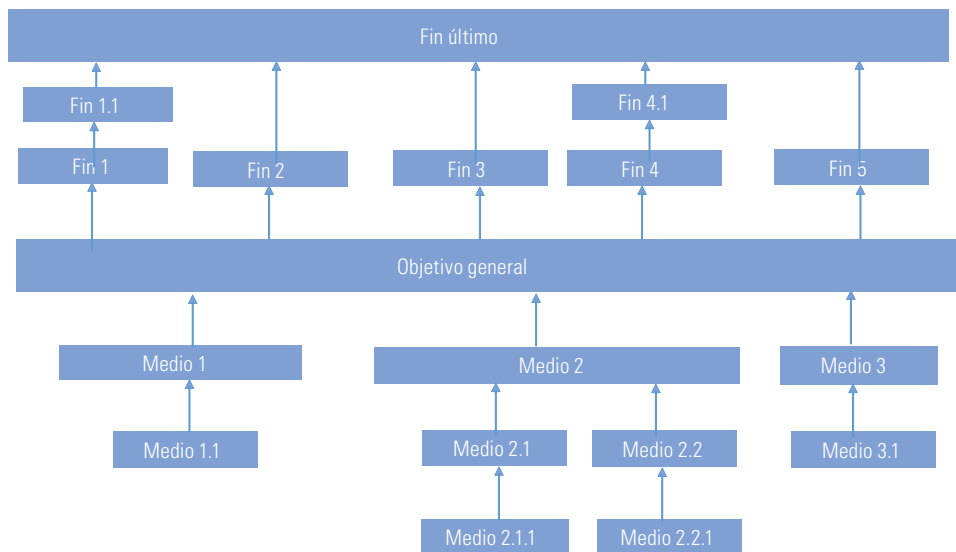 Fin último
Fin 1.1
Fin 4.1
Fin 1
Fin 2
Fin 3
Fin 4
Fin 5
Objetivo general
Medio 1
Medio 2
Medio 3
Medio 1.1
Medio 2.1
Medio 2.2
Medio 3.1
Medio 2.1.1
Medio 2.2.1